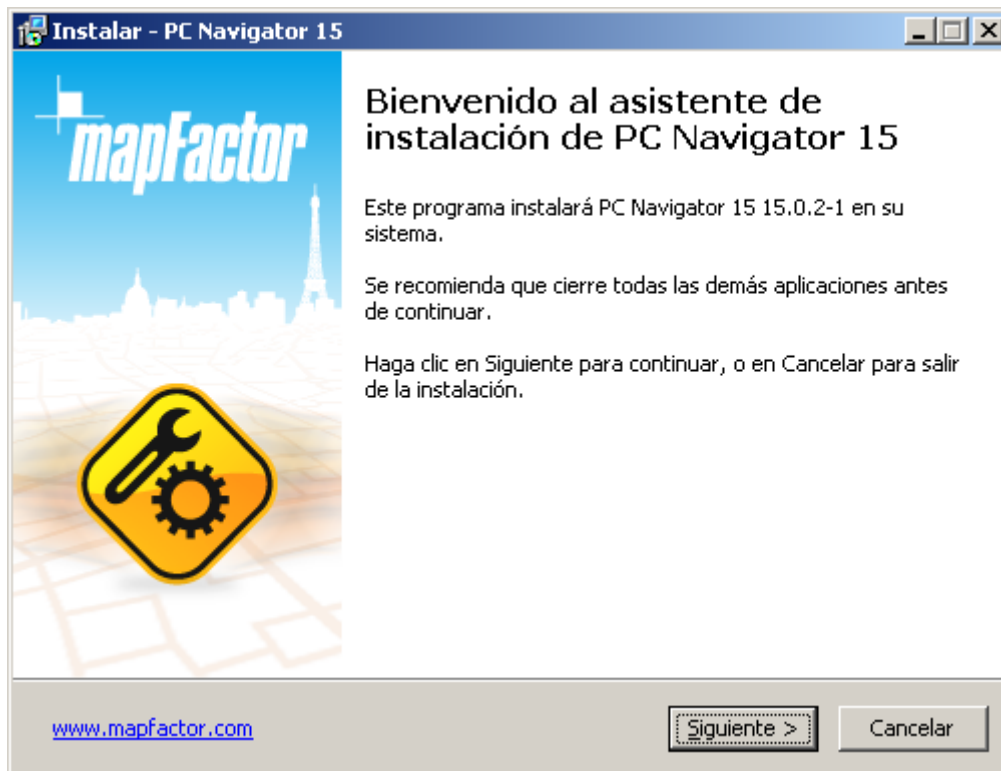 Instalar - PC Navigator 15
mapFactor
Bienvenido al asistente de
instalación de PC Navigator 15
Este programa instalará PC Navigator 15 15.0.2-1 en su
sistema.
Se recomienda que cierre todas las demás aplicaciones antes
de continuar.
Haga clic en Siguiente para continuar, o en Cancelar para salir
de la instalación.
www.mapfactor.com
Siguiente >
Cancelar